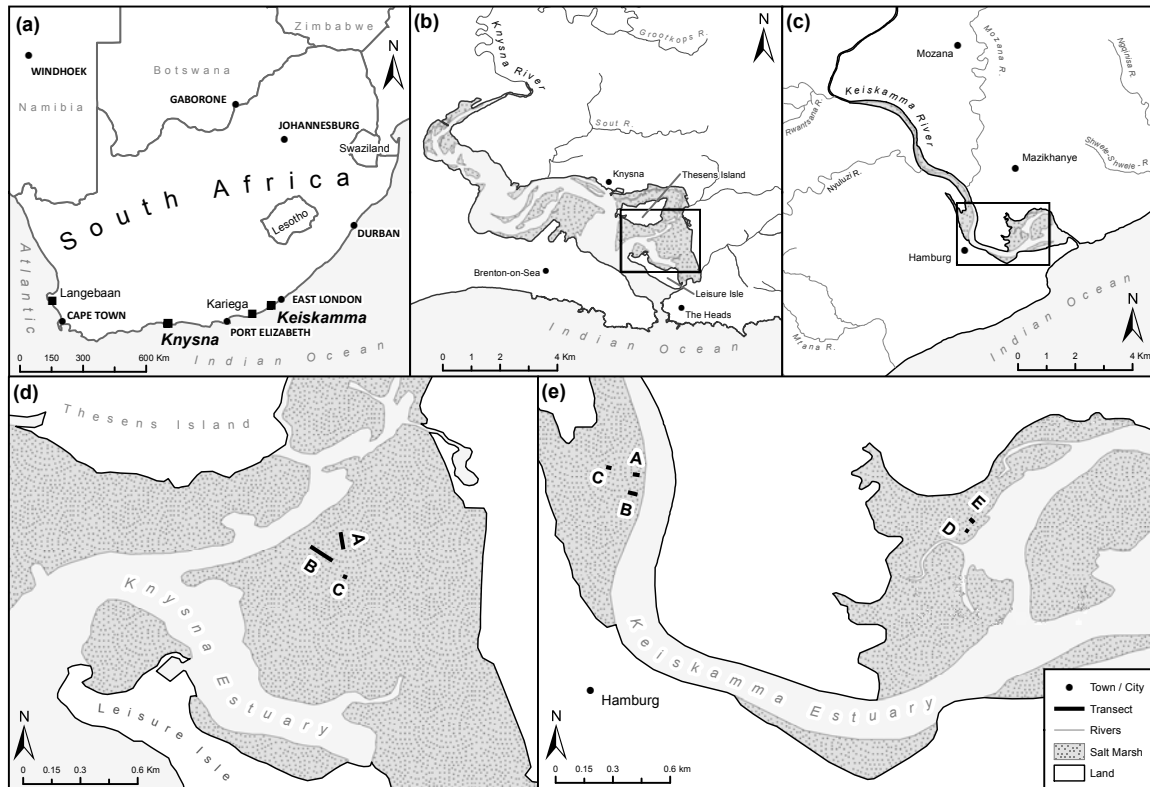 (a)
Zimbabwe
N
WINDHOEK
Botswana
Namibia
GABORONE
JOHANNESBURG
Swaziland
South Africa
Lesotho
DURBAN
Atlantic
Langebaan
EAST LONDON
Kariega
Keiskamma
CAPE TOWN
Knysna
PORT ELIZABETH
Indian Ocean
0 150 300 600 Km
(b)
Knysna River
Grootkops R.
N
Sout R.
Knysna
Thesens Island
Brenton-on-Sea
Leisure Isle
The Heads
Indian Ocean
0 1 2 4 Km
(c)
Mozana
Mozana R.
Ngqinisa R.
Keiskamma River
Rwantsana R.
Mazikhanye
Shwele-Shwele-R
Nyuluzi R.
Hamburg
Mtana R.
Indian Ocean
N
0 1 2 4 Km
(d)
Thesens Island
A
B
C
Knysna Estuary
Leisure Isle
N
0 0.15 0.3 0.6 Km
(e)
A
C
B
E
D
Keiskamma Estuary
Hamburg
N
0 0.15 0.3 0.6 Km
Town / City
Transect
Rivers
Salt Marsh
Land